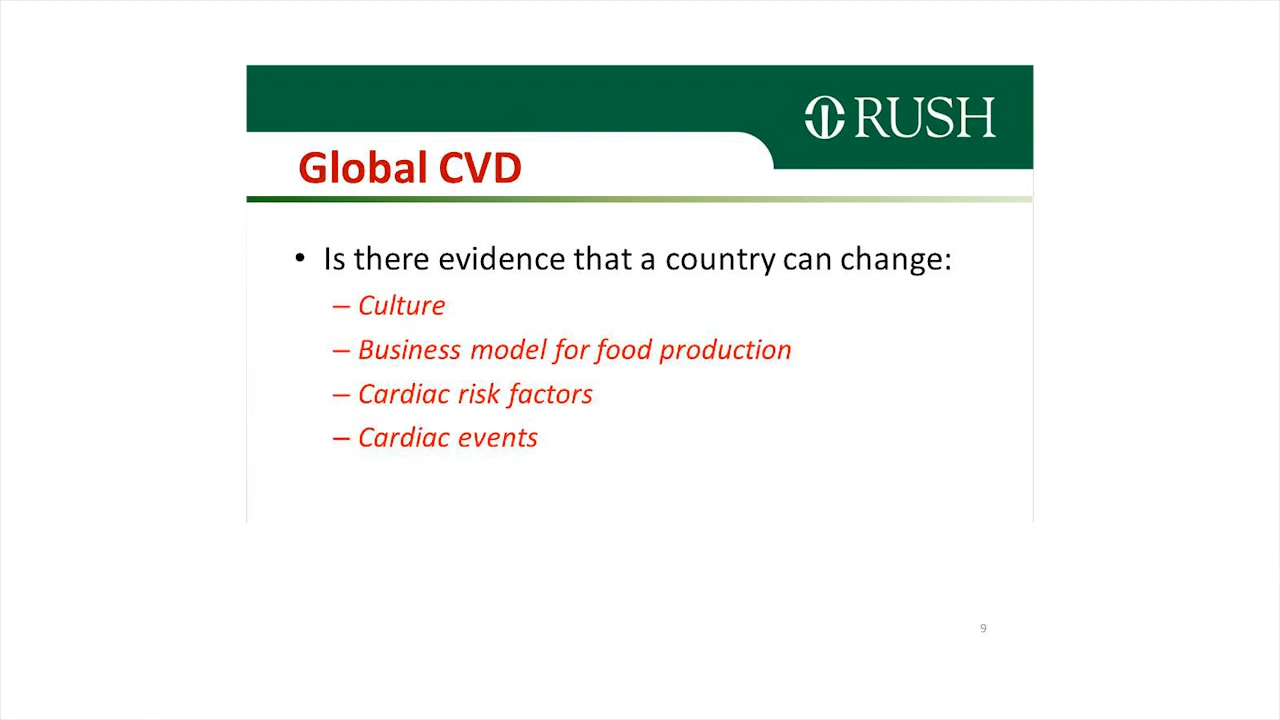 RUSH
Global CVD
• Is there evidence that a country can change:
– Culture
– Business model for food production
– Cardiac risk factors
– Cardiac events
9